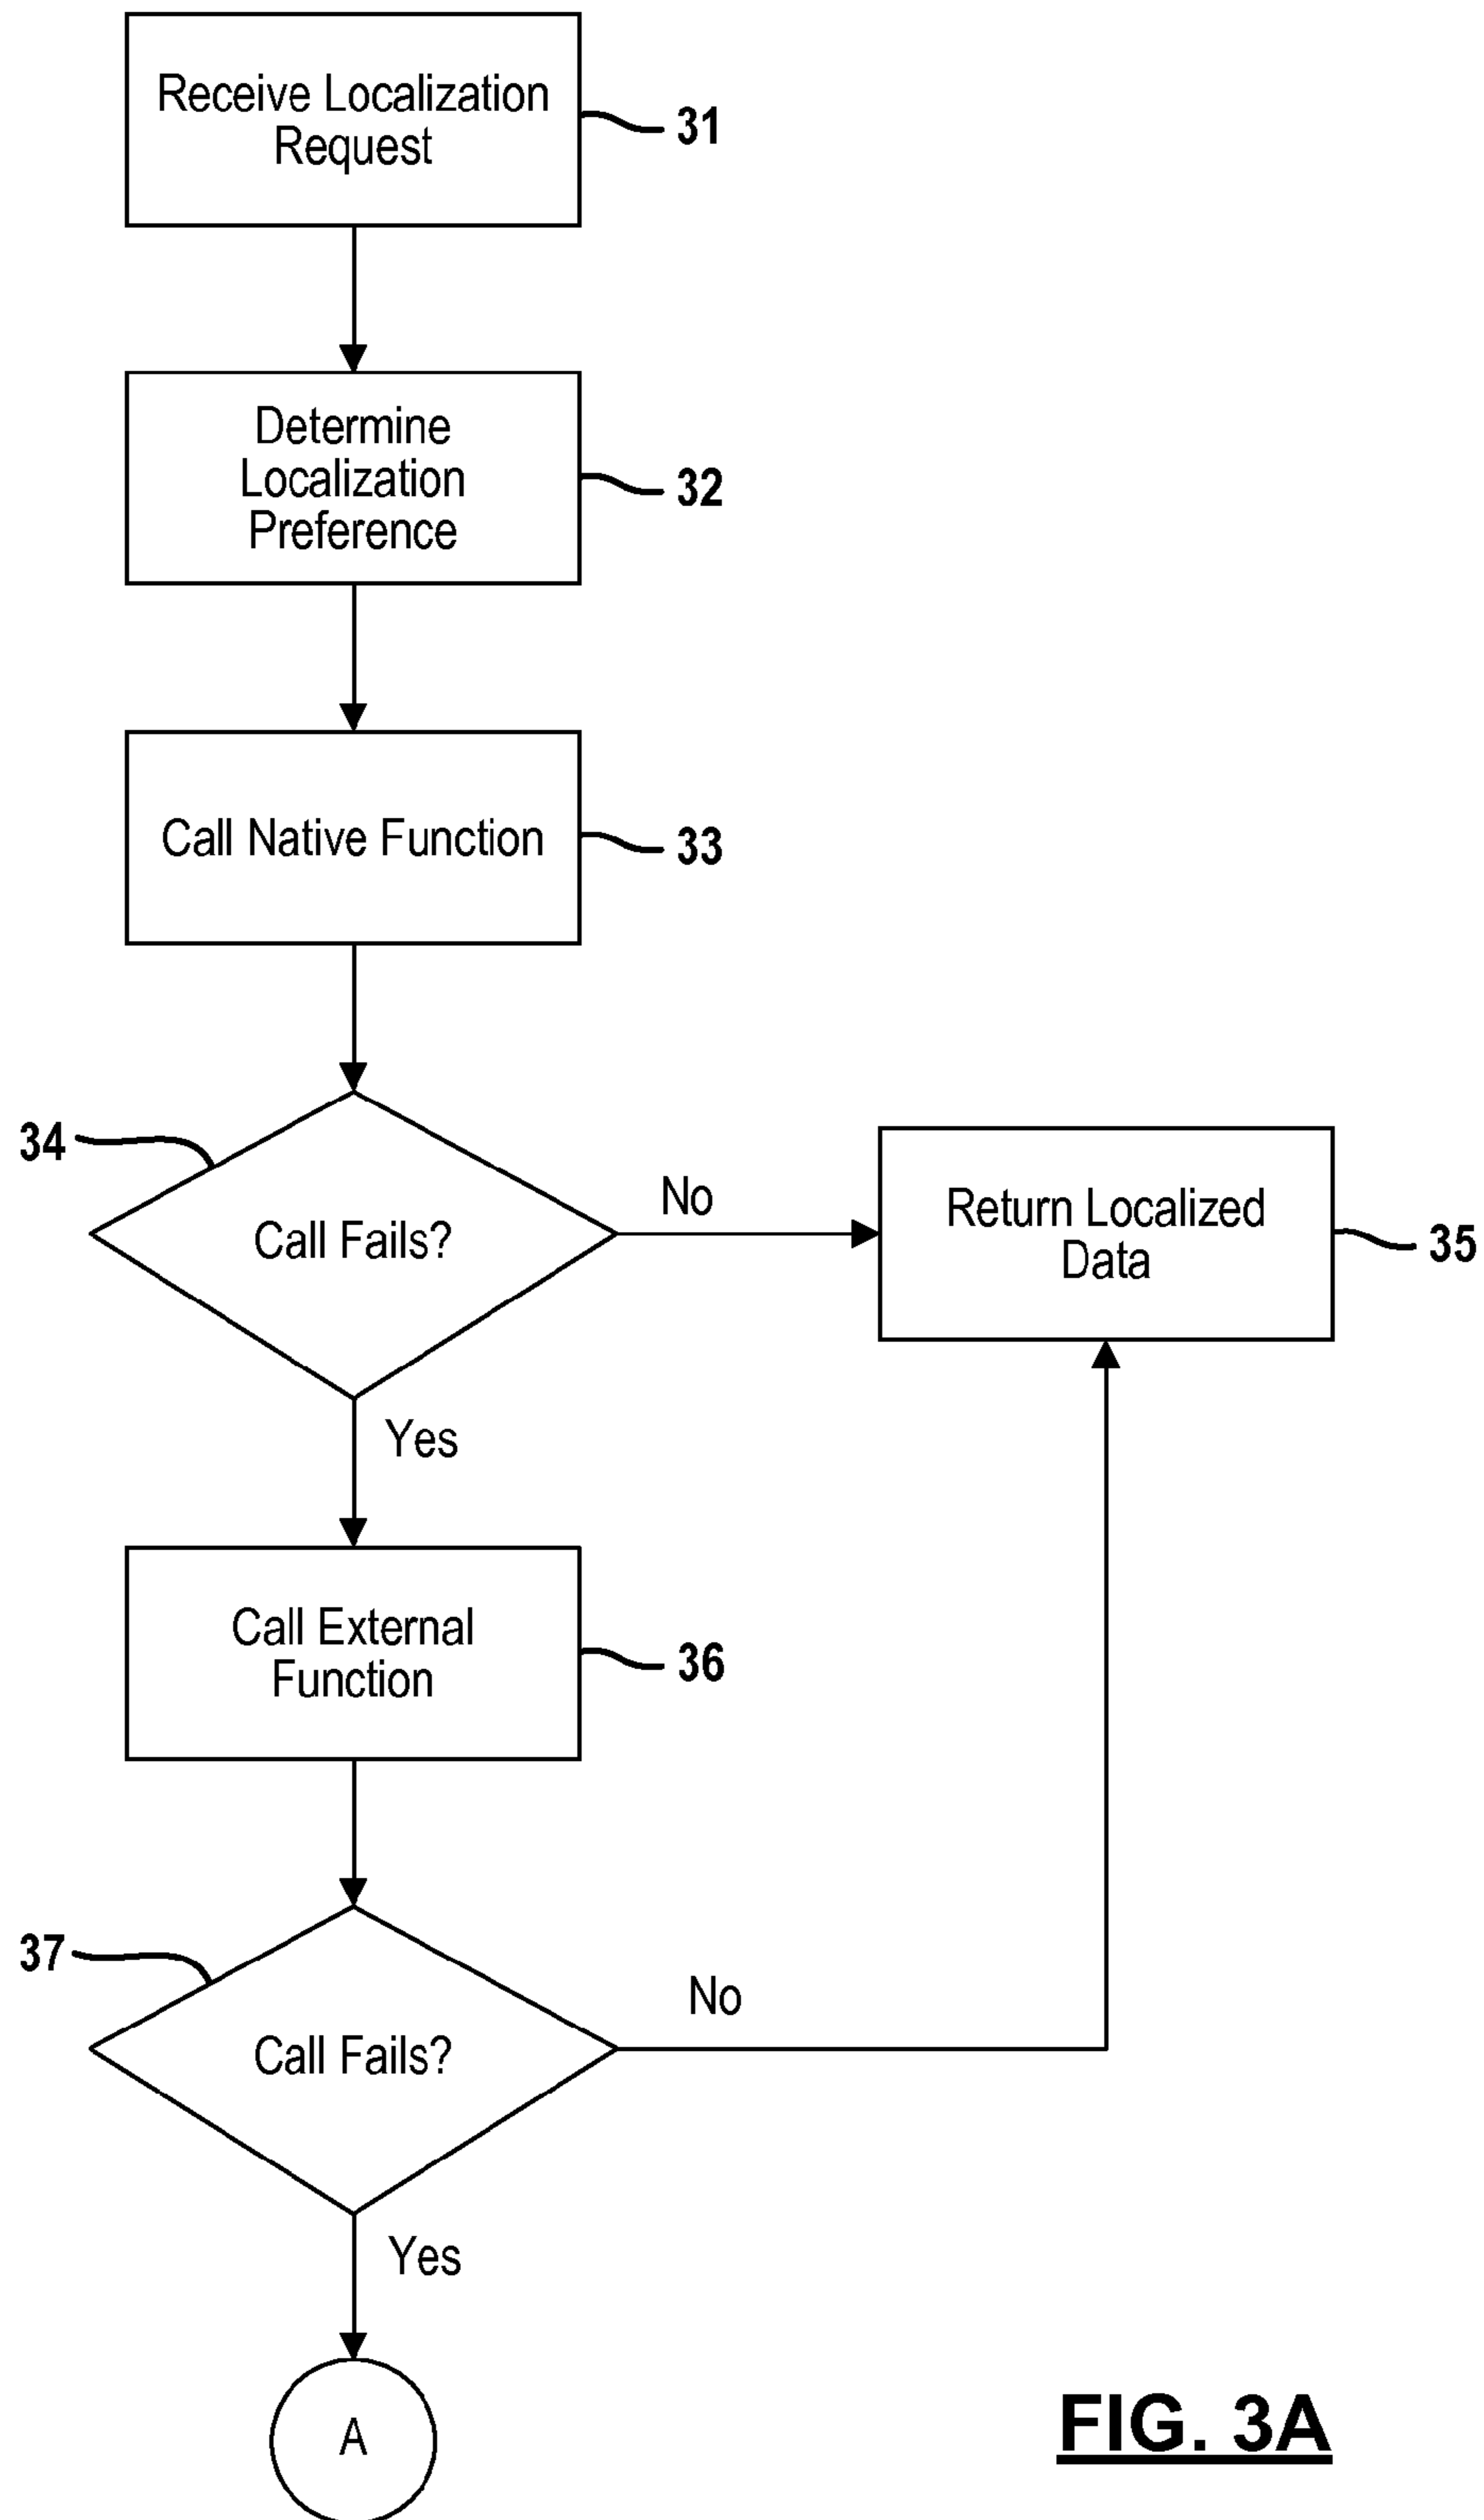 Receive Localization
Request
31
Determine
Localization
Preference
32
Call Native Function
33
34
Call Fails?
No
Return Localized
Data
35
Yes
Call External
Function
36
37
Call Fails?
No
Yes
A
FIG. 3A